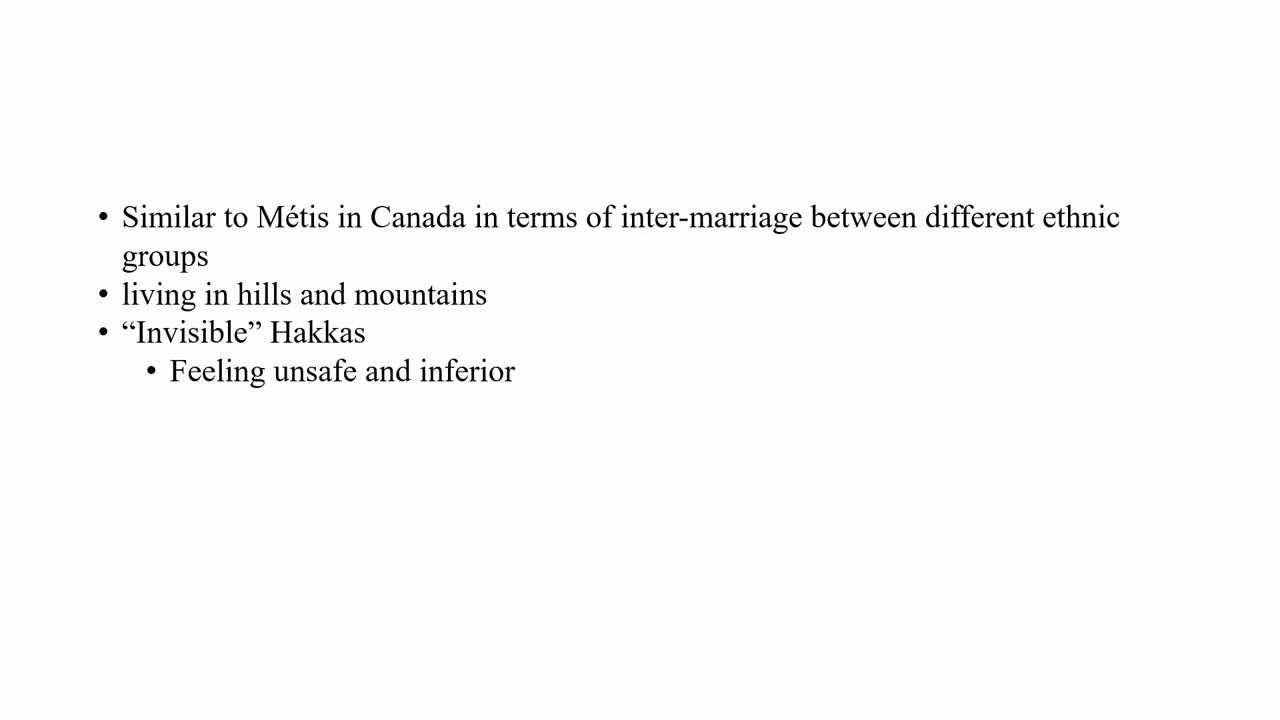 • Similar to Métis in Canada in terms of inter-marriage between different ethnic
groups
• living in hills and mountains
• “Invisible” Hakkas
• Feeling unsafe and inferior